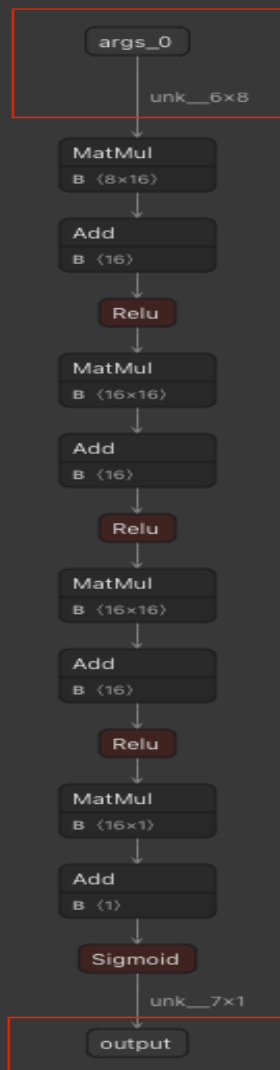 args_0
unk__6×8
MatMul
B ⟨8×16⟩
Add
B ⟨16⟩
Relu
MatMul
B ⟨16×16⟩
Add
B ⟨16⟩
Relu
MatMul
B ⟨16×16⟩
Add
B ⟨16⟩
Relu
MatMul
B ⟨16×1⟩
Add
B ⟨1⟩
Sigmoid
unk__7×1
output